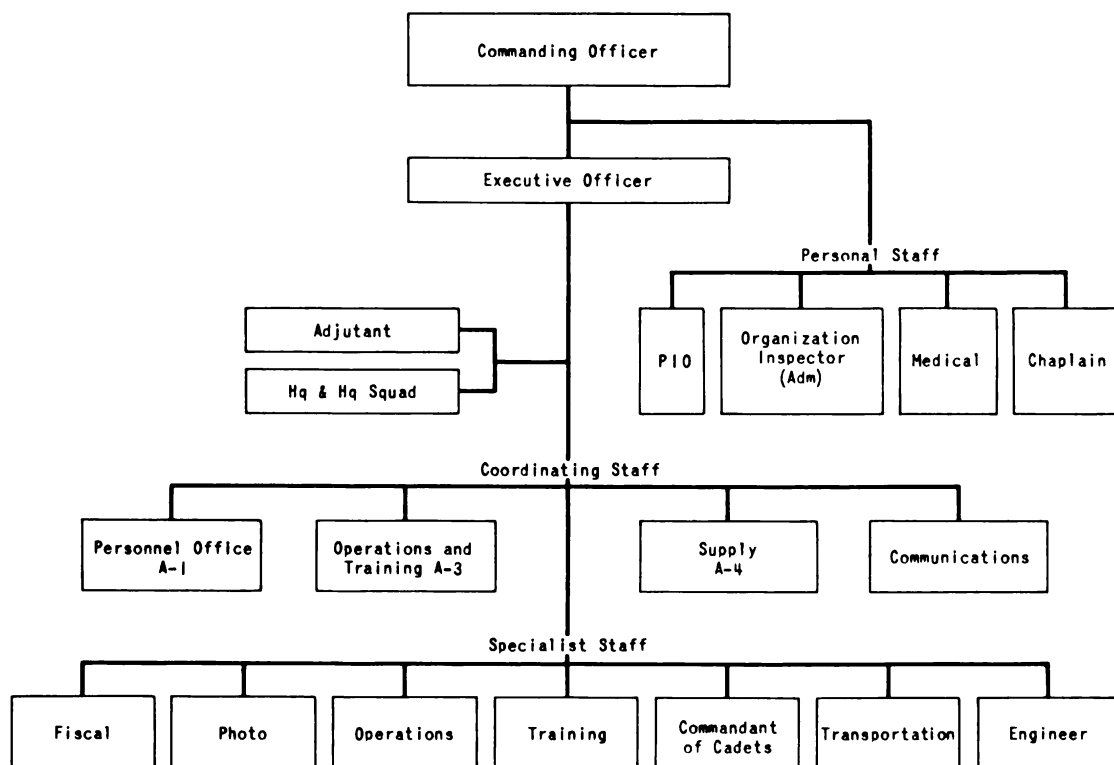 Commanding Officer
Executive Officer
Personal Staff
PIO
Organization
Inspector
(Adm)
Medical
Chaplain
Adjutant
Hq & Hq Squad
Coordinating Staff
Personnel Office
A-1
Operations and
Training A-3
Supply
A-4
Communications
Specialist Staff
Fiscal
Photo
Operations
Training
Commandant
of Cadets
Transportation
Engineer